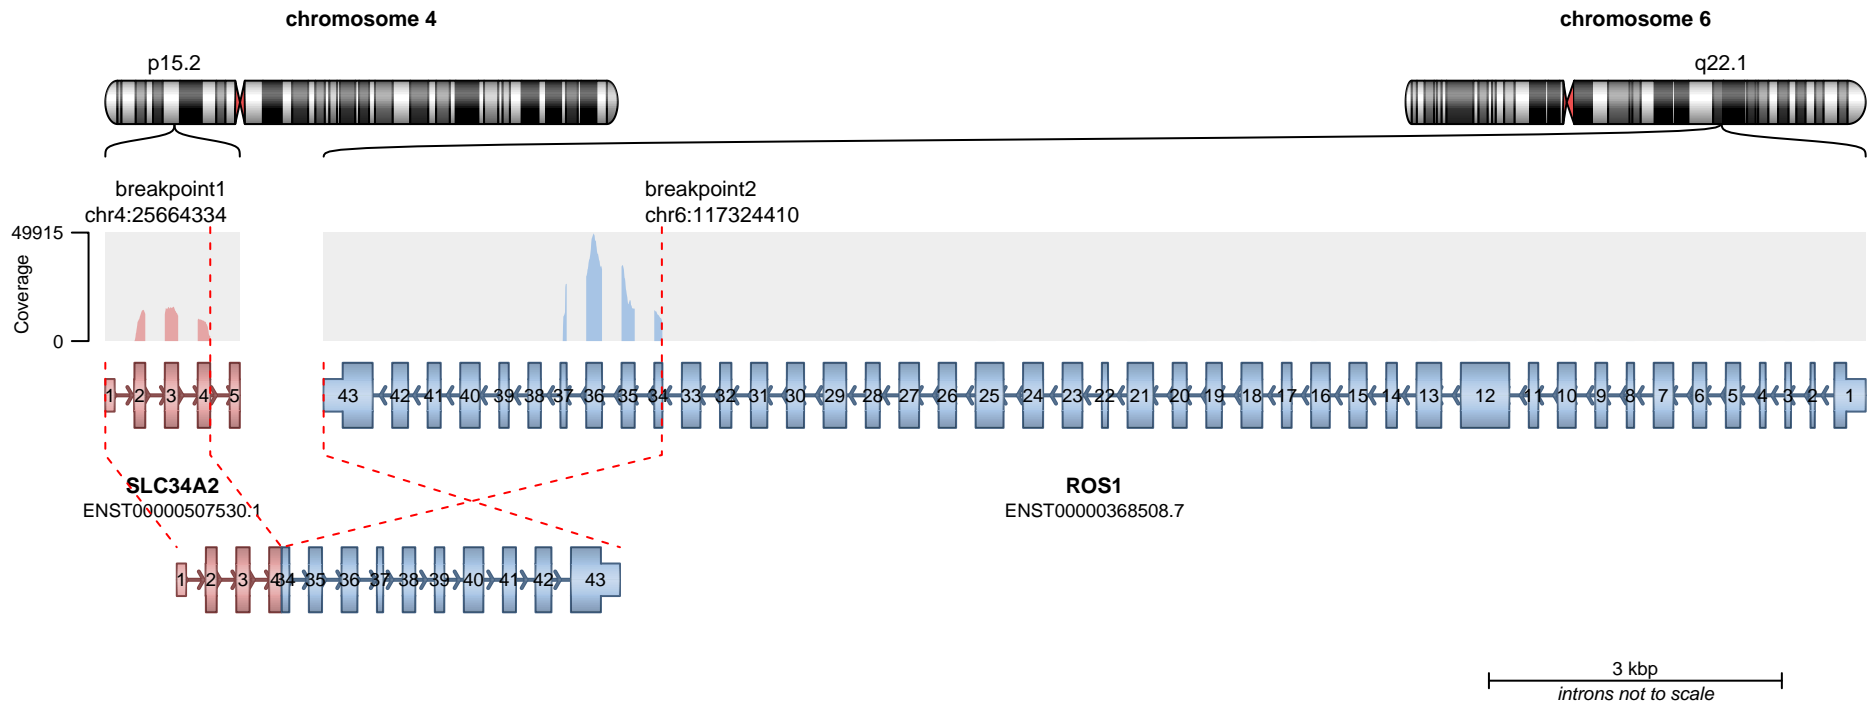 chromosome 4
chromosome 6
p15.2
q22.1
breakpoint1
chr4:25664334
breakpoint2
chr6:117324410
49915
Coverage
0
1 2 3 4 5
43 42 41 40 39 38 37 36 35 34 33 32 31 30 29 28 27 26 25 24 23 22 21 20 19 18 17 16 15 14 13 12 11 10 9 8 7 6 5 4 3 2 1
SLC34A2
ENST00000507530.1
ROS1
ENST00000368508.7
1 2 3 4 34 35 36 37 38 39 40 41 42 43
3 kbp
introns not to scale